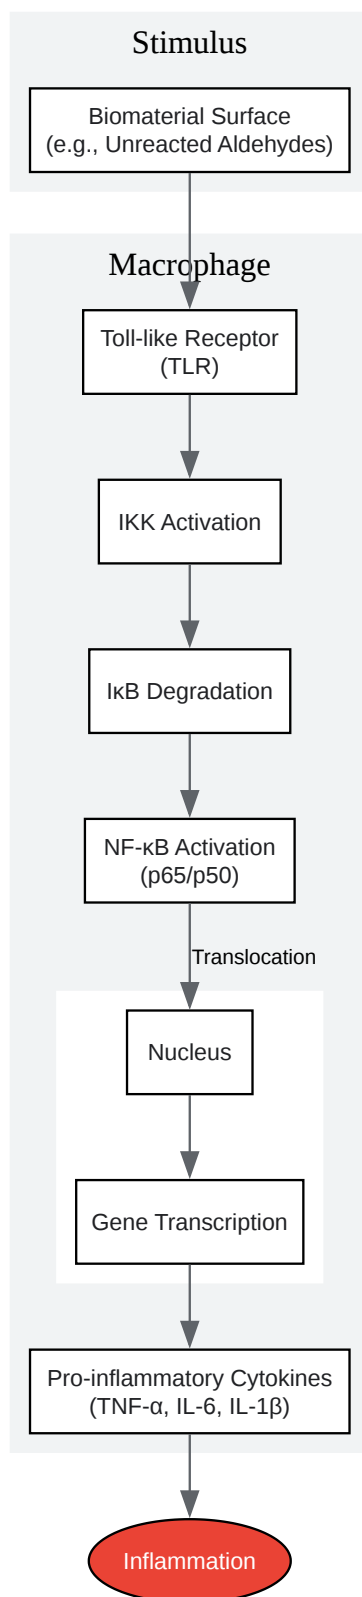 Stimulus
Biomaterial Surface
(e.g., Unreacted Aldehydes)
Macrophage
Toll-like Receptor
(TLR)
IKK Activation
IκB Degradation
NF-κB Activation
(p65/p50)
Translocation
Nucleus
Gene Transcription
Pro-inflammatory Cytokines
(TNF-α, IL-6, IL-1β)
Inflammation